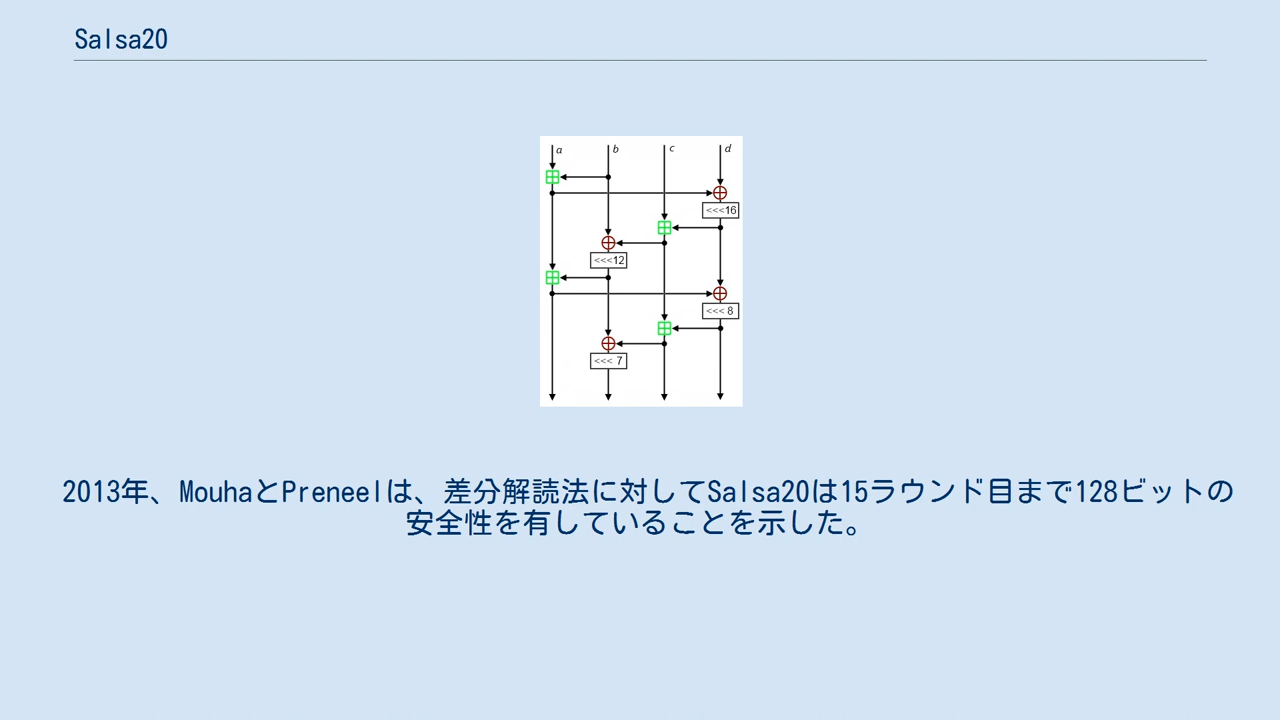 Salsa20
a b c d
<<<16
<<<12
<<< 8
<<< 7
2013年、MouhaとPreneelは、差分解読法に対してSalsa20は15ラウンド目まで128ビットの
安全性を有していることを示した。